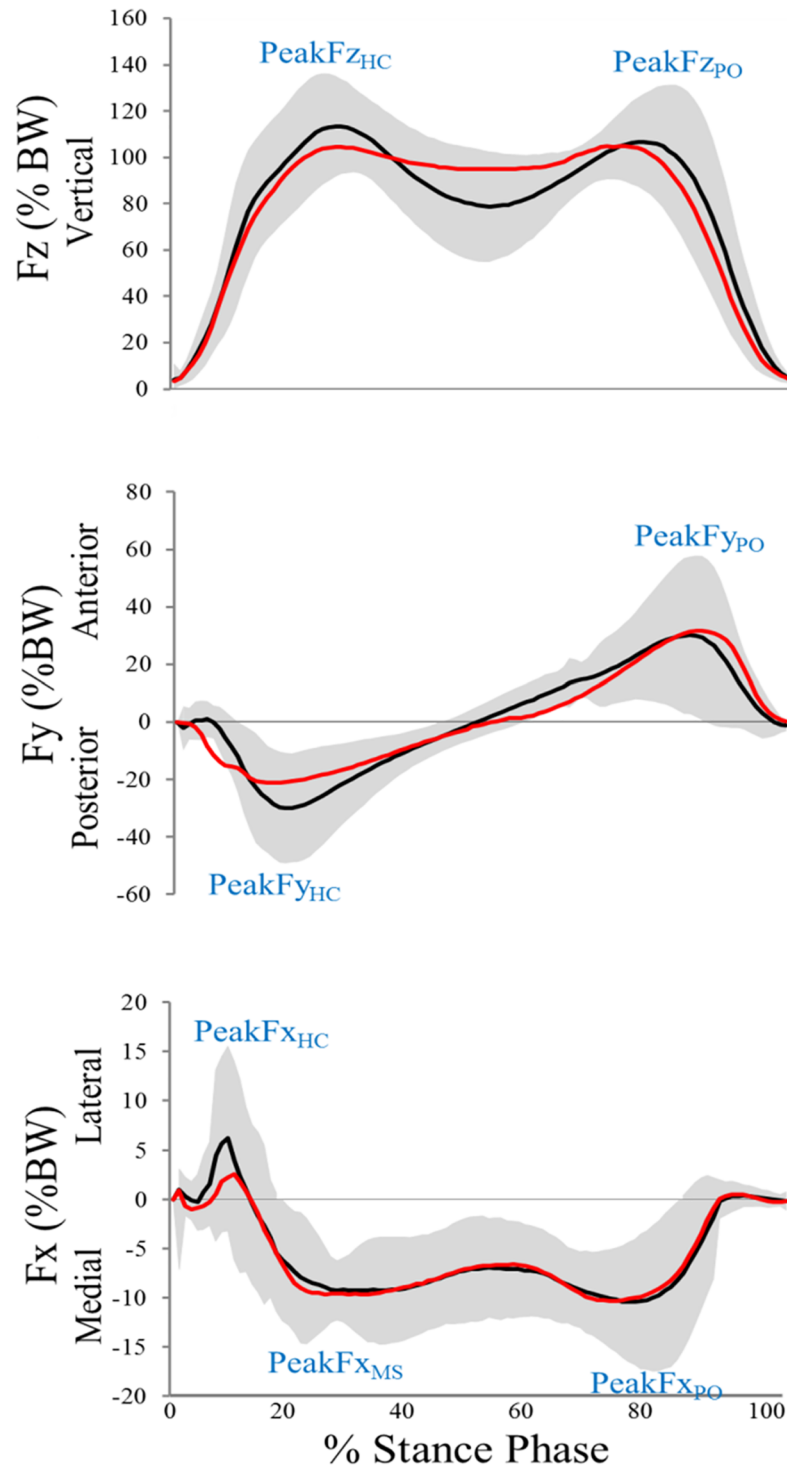 160
140
120
100
80
60
40
20
0
Fz (% BW)
Vertical
PeakFzHC
PeakFzPO
80
60
40
20
0
-20
-40
-60
Fy (%BW)
Posterior Anterior
PeakFyPO
PeakFyHC
20
15
10
5
0
-5
-10
-15
-20
Fx (%BW)
Medial Lateral
PeakFxHC
PeakFxMS
PeakFxPO
0 20 40 60 80 100
% Stance Phase